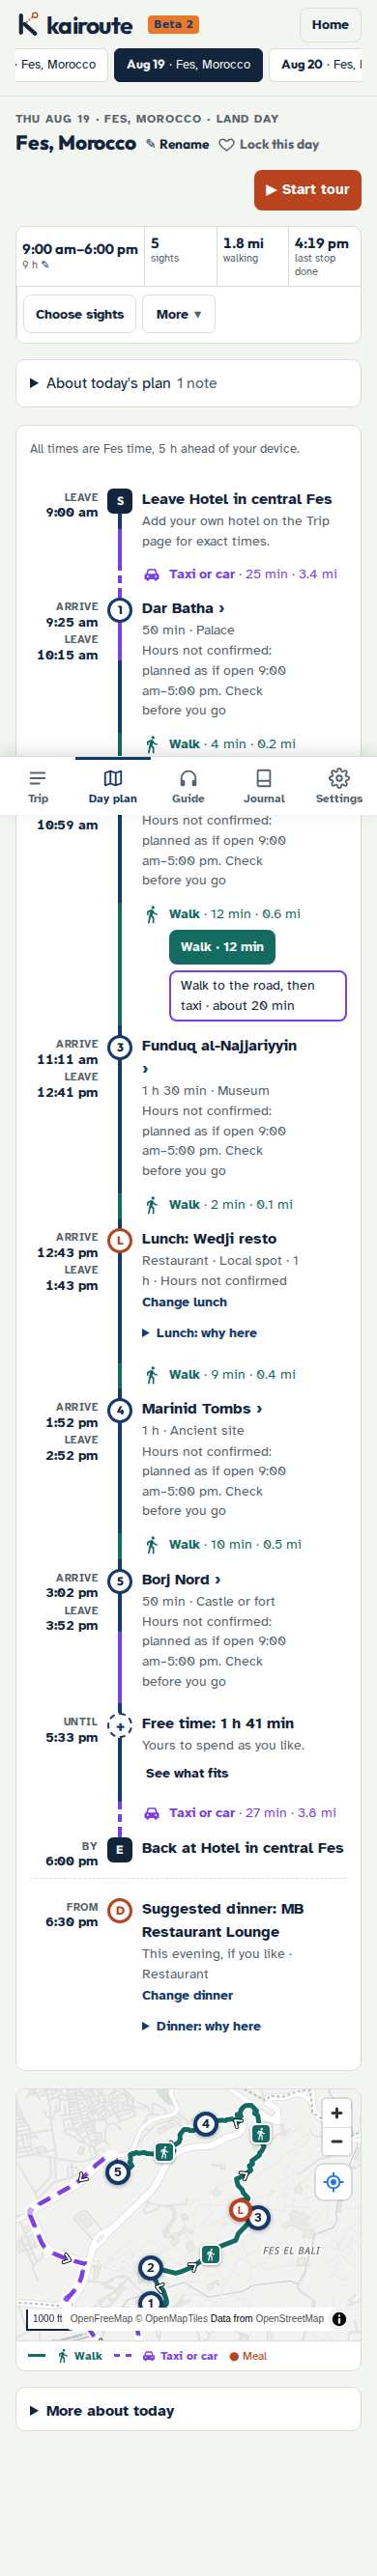 kairoute Beta 2 Home
· Fes, Morocco Aug 19 · Fes, Morocco Aug 20 · Fes,
THU AUG 19 · FES, MOROCCO · LAND DAY
Fes, Morocco ✎ Rename ♡ Lock this day
▶ Start tour
9:00 am–6:00 pm 5 1.8 mi 4:19 pm
9 h ✎ sights walking last stop
done
Choose sights More ▾
▶ About today's plan 1 note
All times are Fes time, 5 h ahead of your device.
LEAVE S Leave Hotel in central Fes
9:00 am Add your own hotel on the Trip
page for exact times.
Taxi or car · 25 min · 3.4 mi
ARRIVE 1 Dar Batha ›
9:25 am 50 min · Palace
LEAVE Hours not confirmed:
10:15 am planned as if open 9:00
am–5:00 pm. Check
before you go
Walk · 4 min · 0.2 mi
Trip Day plan Guide Journal Settings
Hours not confirmed:
10:59 am planned as if open 9:00
am–5:00 pm. Check
before you go
Walk · 12 min · 0.6 mi
Walk · 12 min
Walk to the road, then
taxi · about 20 min
ARRIVE 3 Funduq al-Najjariyyin
11:11 am ›
LEAVE 1 h 30 min · Museum
12:41 pm Hours not confirmed:
planned as if open 9:00
am–5:00 pm. Check
before you go
Walk · 2 min · 0.1 mi
ARRIVE L Lunch: Wedji resto
12:43 pm Restaurant · Local spot · 1
LEAVE h · Hours not confirmed
1:43 pm Change lunch
▶ Lunch: why here
Walk · 9 min · 0.4 mi
ARRIVE 4 Marinid Tombs ›
1:52 pm 1 h · Ancient site
LEAVE Hours not confirmed:
2:52 pm planned as if open 9:00
am–5:00 pm. Check
before you go
Walk · 10 min · 0.5 mi
ARRIVE 5 Borj Nord ›
3:02 pm 50 min · Castle or fort
LEAVE Hours not confirmed:
3:52 pm planned as if open 9:00
am–5:00 pm. Check
before you go
UNTIL + Free time: 1 h 41 min
5:33 pm Yours to spend as you like.
See what fits
Taxi or car · 27 min · 3.8 mi
BY E Back at Hotel in central Fes
6:00 pm
FROM D Suggested dinner: MB
6:30 pm Restaurant Lounge
This evening, if you like ·
Restaurant
Change dinner
▶ Dinner: why here
+
−
4
5
L 3
FES EL BALI
2
1
1000 ft OpenFreeMap © OpenMapTiles Data from OpenStreetMap
Walk Taxi or car Meal
▶ More about today